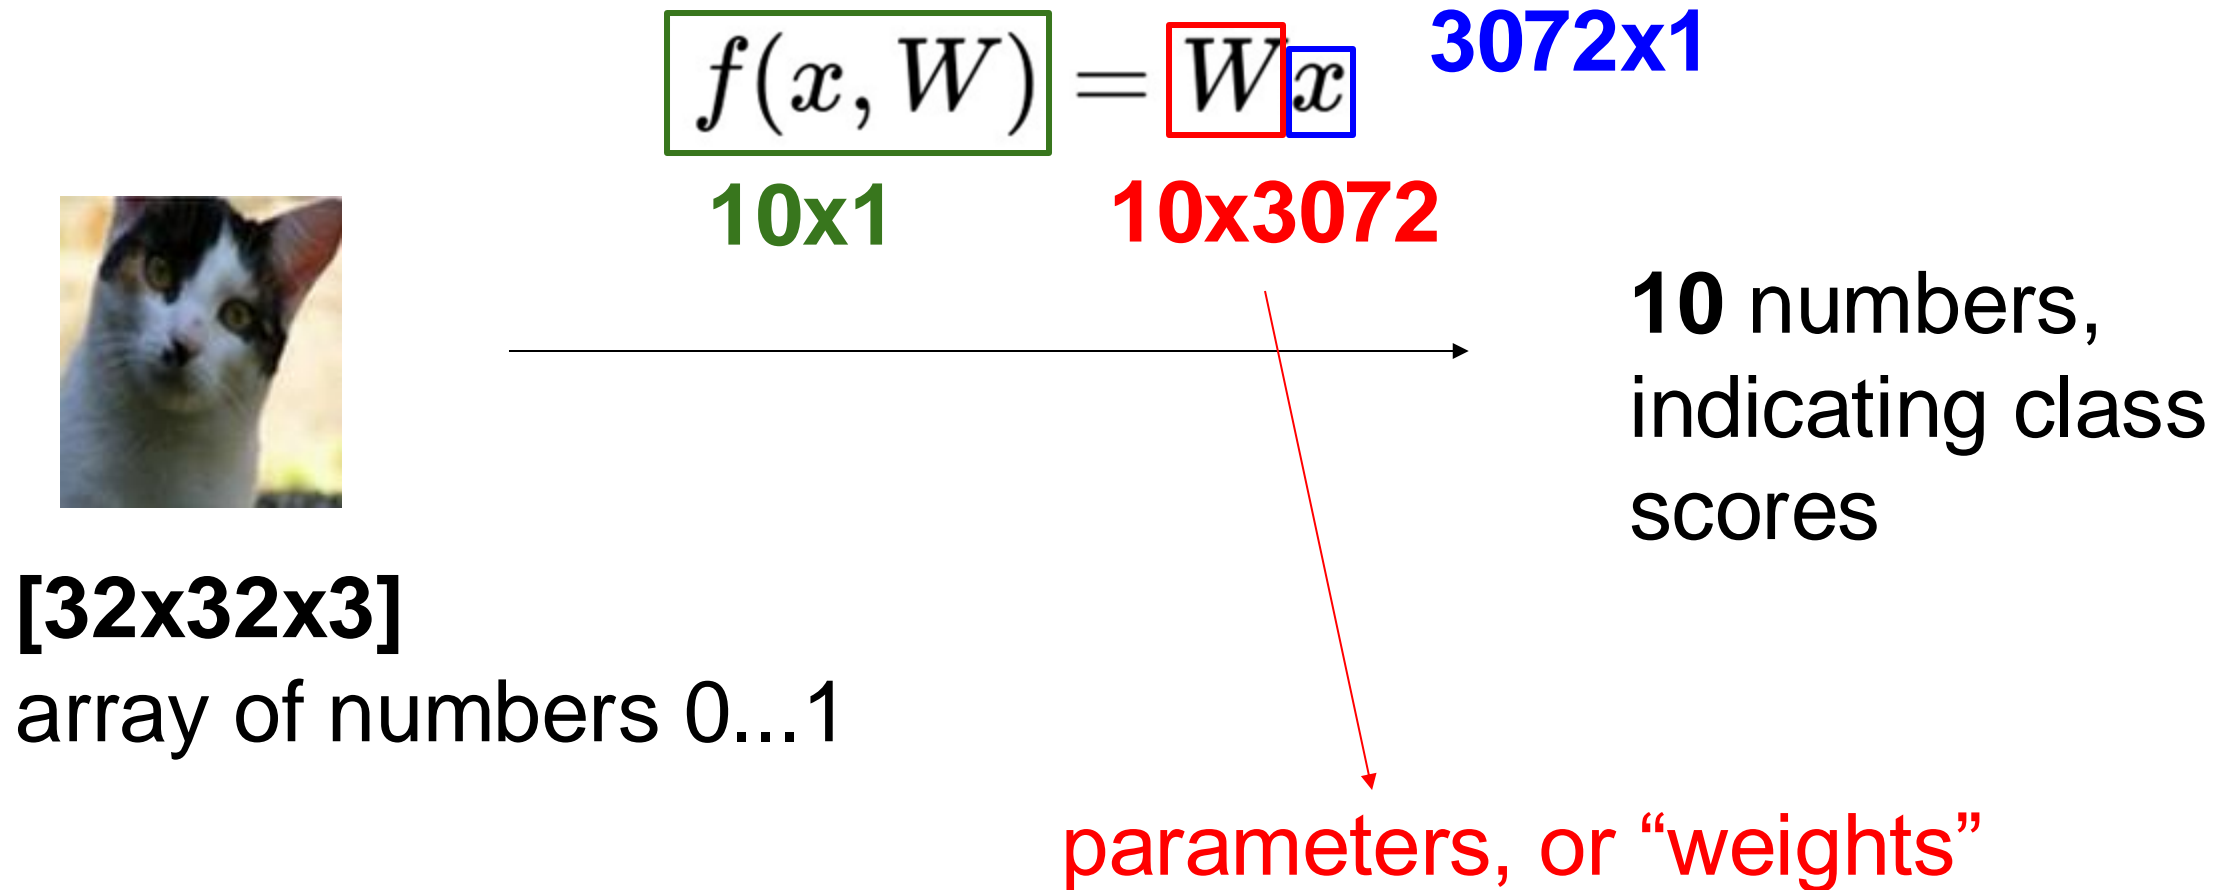 f(x, W) = Wx
3072x1
10x1
10x3072
10 numbers,
indicating class
scores
[32x32x3]
array of numbers 0...1
parameters, or “weights”